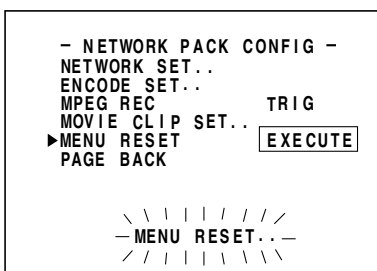 – NETWORK PACK CONFIG –
NETWORK SET..
ENCODE SET..
MPEG REC TRIG
MOVIE CLIP SET..
▶MENU RESET EXECUTE
PAGE BACK
MENU RESET..